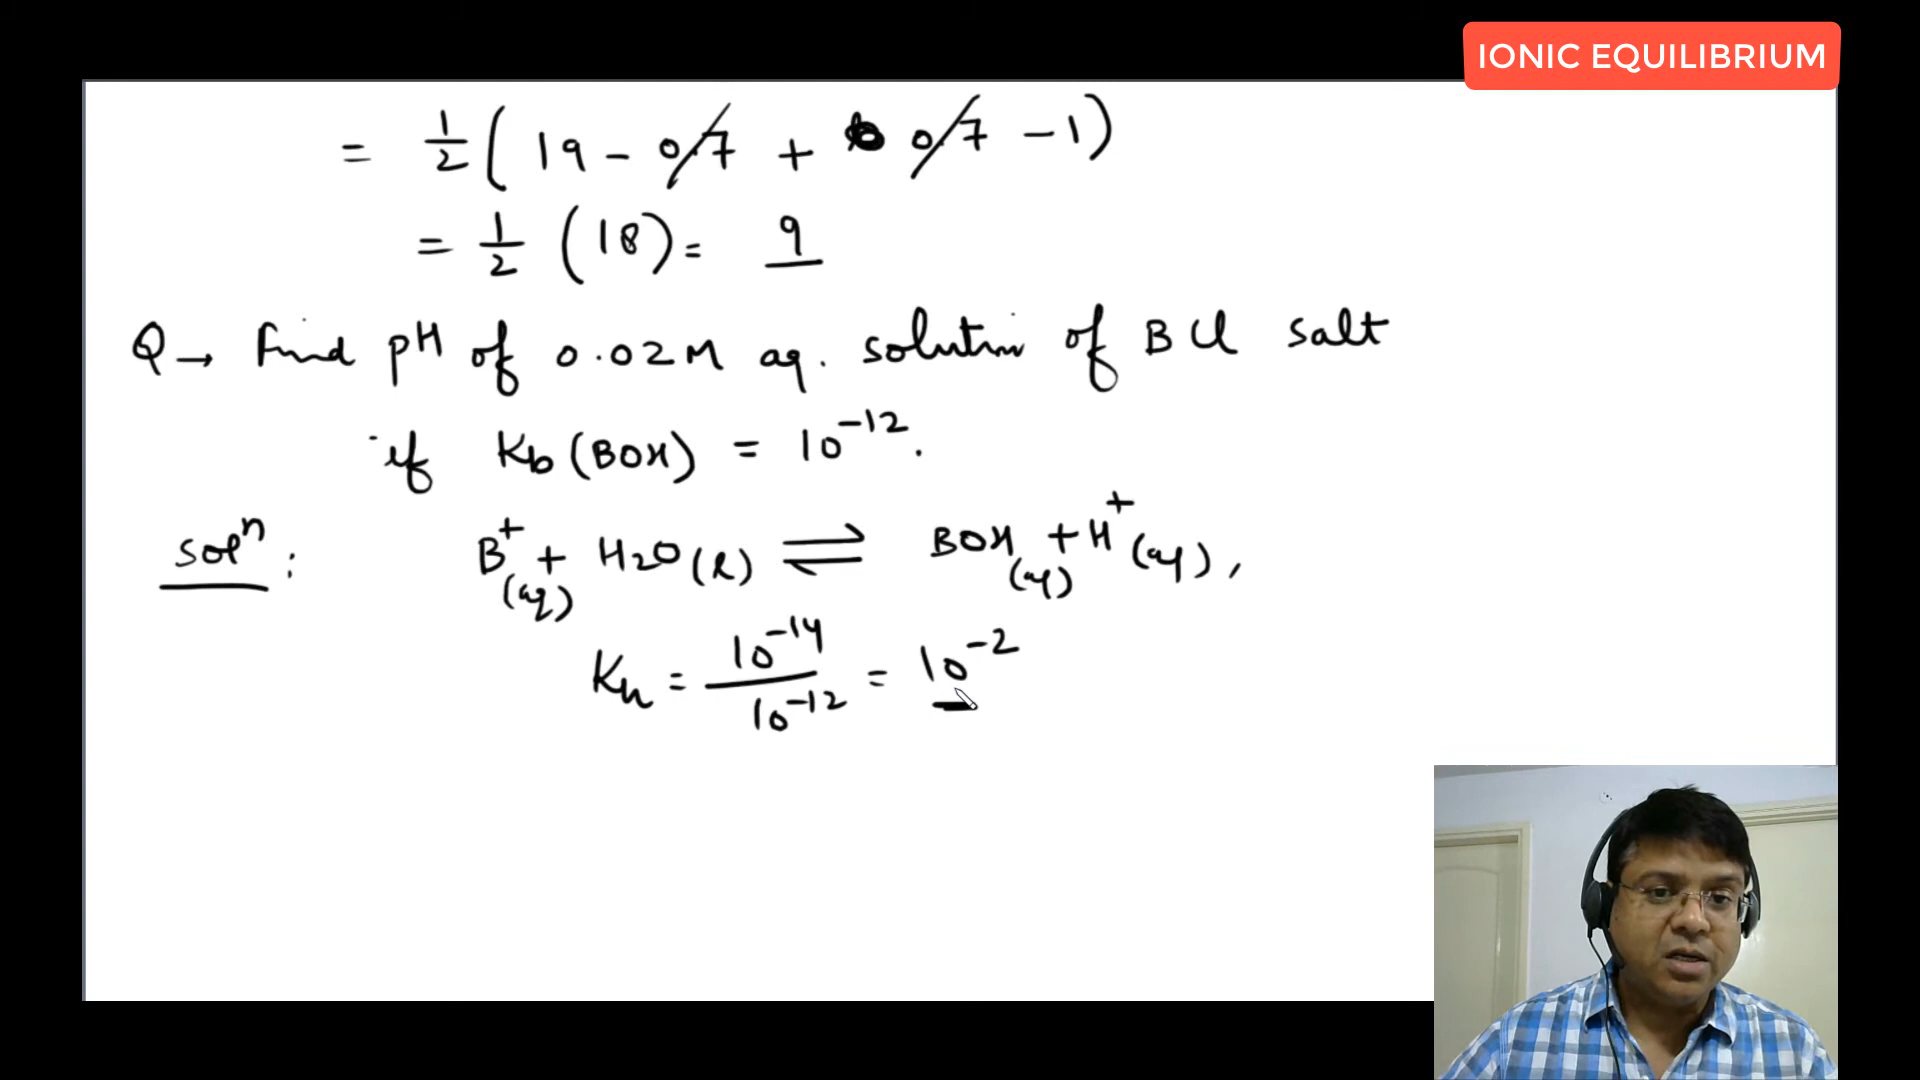 IONIC EQUILIBRIUM
= 1/2 ( 19 - 0.7 + 0.7 - 1 )
= 1/2 (18) = 9
Q → Find pH of 0.02M aq. solution of BCl salt
if Kb (BOH) = 10⁻¹².
Solⁿ : B⁺(aq) + H₂O(l) ⇌ BOH(aq) + H⁺(aq),
Kh = 10⁻¹⁴/10⁻¹² = 10⁻²